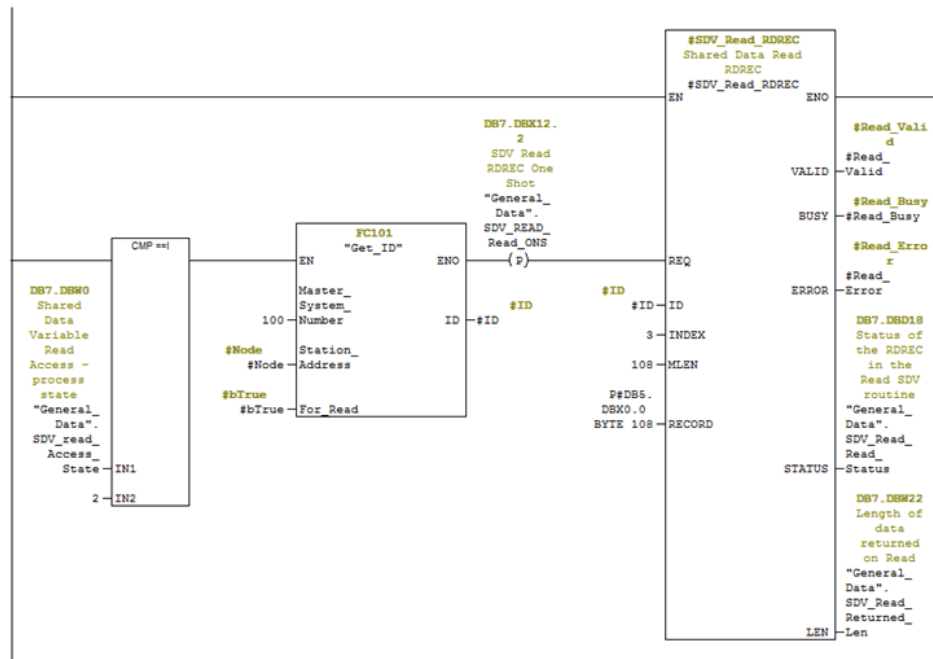 #SDV_Read_RDREC
Shared Data Read
RDREC
#SDV_Read_RDREC
EN
ENO
DB7.DBX12.
2
SDV Read
RDREC One
Shot
"General_
Data".
SDV_READ_
Read_ONS
#Read_Vali
d
#Read_
Valid
VALID
#Read_Busy
#Read_Busy
BUSY
CMP ==I
FC101
"Get_ID"
EN
ENO
(P)
REQ
#Read_Erro
r
#Read_
Error
ERROR
DB7.DBW0
Shared
Data
Variable
Read
Access -
process
state
"General_
Data".
SDV_read_
Access_
State
IN1
2
IN2
Master_
System_
100
Number
ID
#ID
#ID
#Node
#Node
Station_
Address
#bTrue
#bTrue
For_Read
#ID
#ID
ID
3
INDEX
108
MLEN
P#DB5.
DBX0.0
BYTE 108
RECORD
DB7.DBD18
Status of
the RDREC
in the
Read SDV
routine
"General_
Data".
SDV_Read_
Read_
Status
STATUS
DB7.DBW22
Length of
data
returned
on Read
"General_
Data".
SDV_Read_
Returned_
Len
LEN